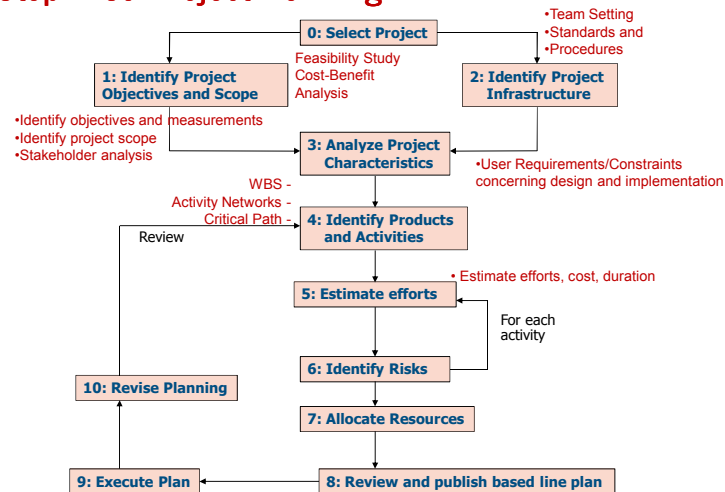 0: Select Project
•Team Setting
•Standards and
•Procedures
Feasibility Study
Cost-Benefit
Analysis
1: Identify Project
Objectives and Scope
2: Identify Project
Infrastructure
•Identify objectives and measurements
•Identify project scope
•Stakeholder analysis
3: Analyze Project
Characteristics
•User Requirements/Constraints
concerning design and implementation
WBS -
Activity Networks -
Critical Path -
4: Identify Products
and Activities
Review
• Estimate efforts, cost, duration
5: Estimate efforts
For each
activity
6: Identify Risks
10: Revise Planning
7: Allocate Resources
9: Execute Plan
8: Review and publish based line plan